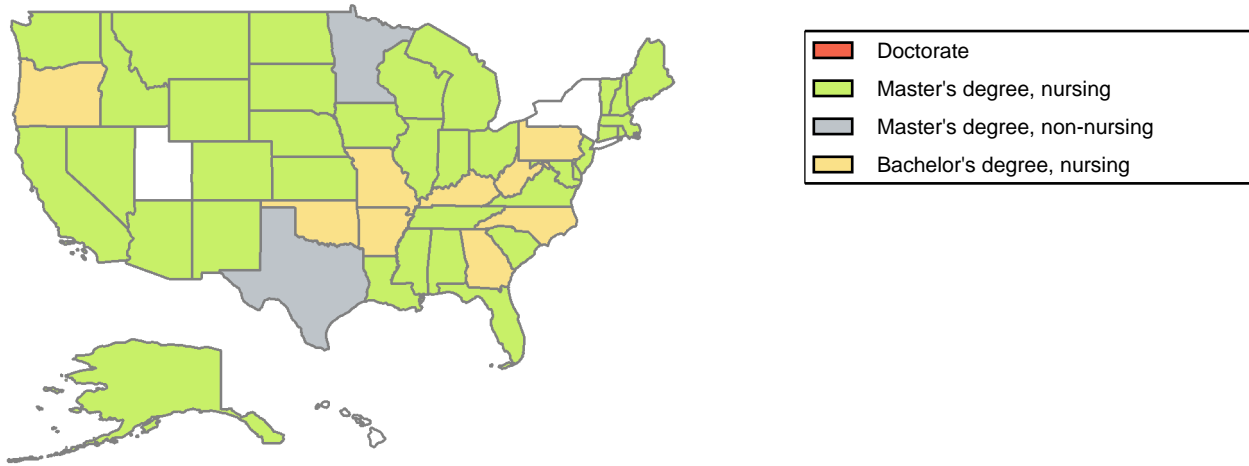 Doctorate
Master's degree, nursing
Master's degree, non-nursing
Bachelor's degree, nursing